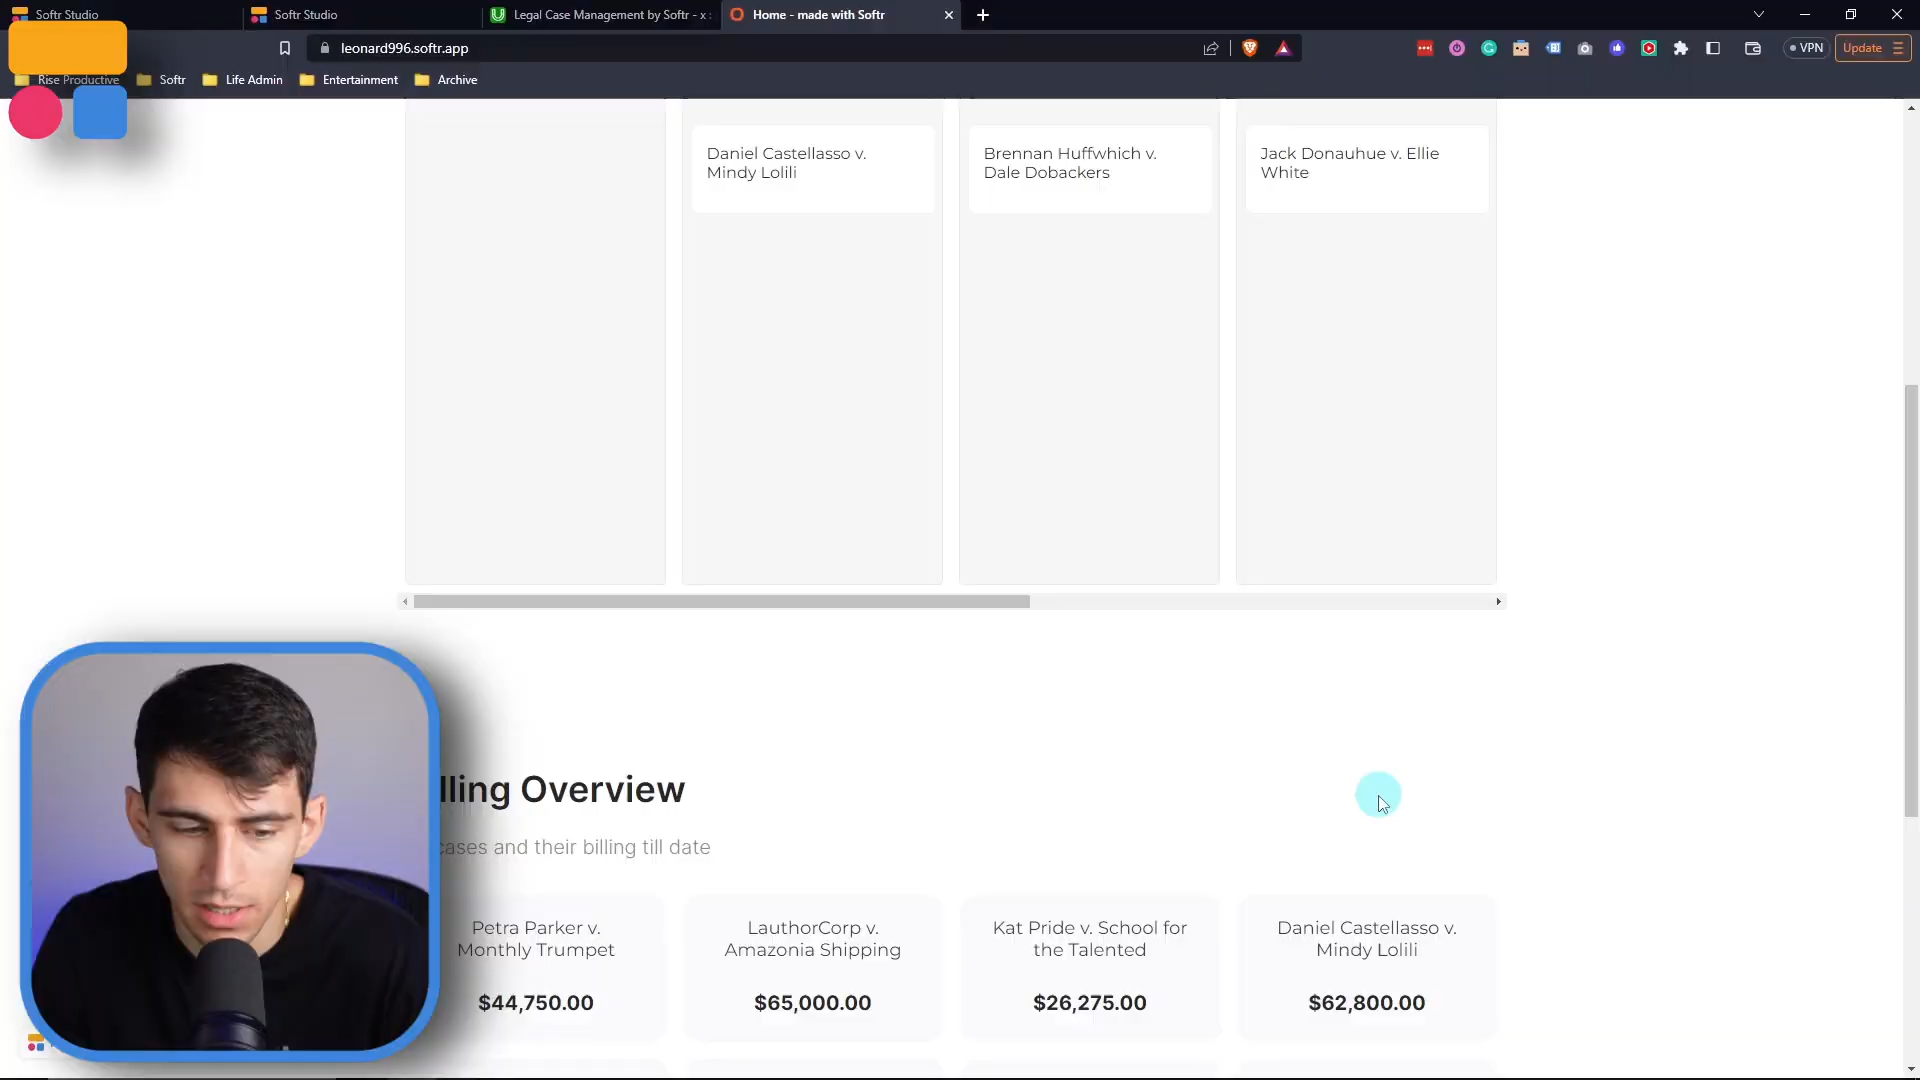 Softr Studio
Softr Studio
Legal Case Management by Softr - x
Home - made with Softr
leonard996.softr.app
VPN
Update
Rise Productive
Softr
Life Admin
Entertainment
Archive
Daniel Castellasso v.
Mindy Lolili
Brennan Huffwhich v.
Dale Dobackers
Jack Donauhue v. Ellie
White
lling Overview
cases and their billing till date
Petra Parker v.
Monthly Trumpet
$44,750.00
LauthorCorp v.
Amazonia Shipping
$65,000.00
Kat Pride v. School for
the Talented
$26,275.00
Daniel Castellasso v.
Mindy Lolili
$62,800.00